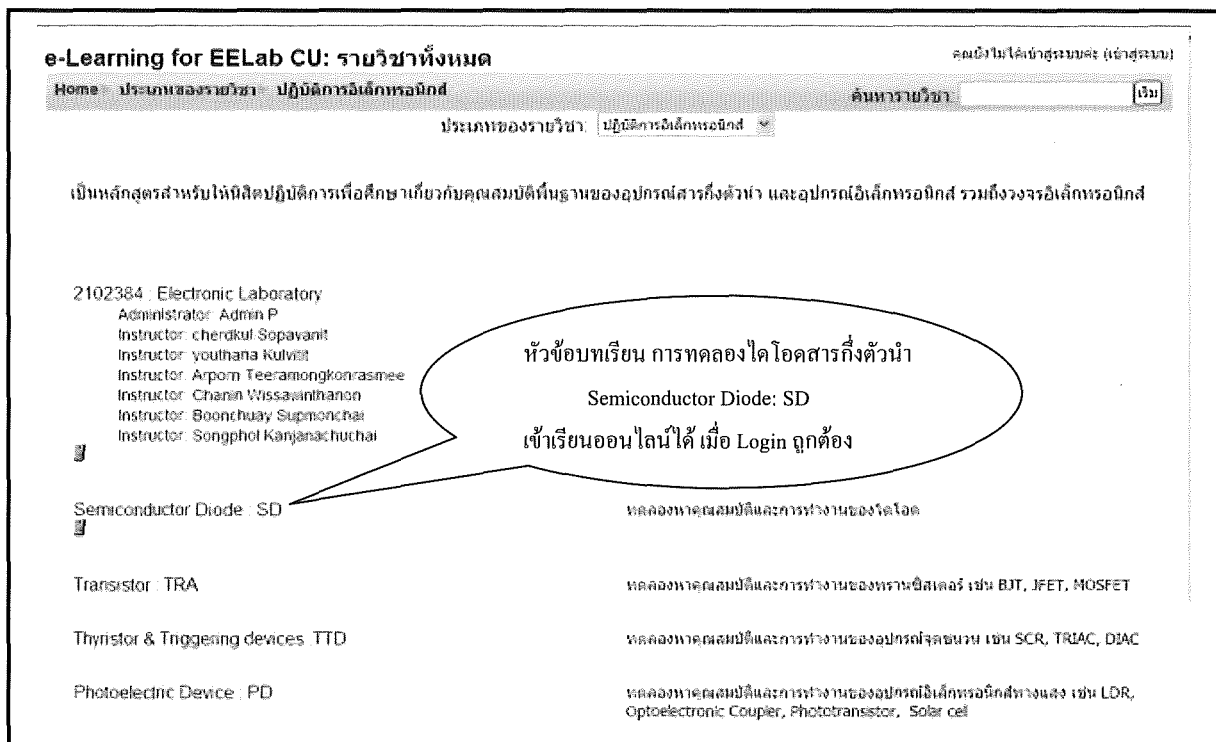 e-Learning for EELab CU: รายวิชาทั้งหมด
คุณยังไม่ได้เข้าสู่ระบบค่ะ (เข้าสู่ระบบ)
Home ประเภทของรายวิชา ปฏิบัติการอิเล็กทรอนิกส์
ค้นหารายวิชา: เริ่ม
ประเภทของรายวิชา: ปฏิบัติการอิเล็กทรอนิกส์
เป็นหลักสูตรสำหรับให้นิสิตปฏิบัติการเพื่อศึกษาเกี่ยวกับคุณสมบัติพื้นฐานของอุปกรณ์สารกึ่งตัวนำ และอุปกรณ์อิเล็กทรอนิกส์ รวมถึงวงจรอิเล็กทรอนิกส์
2102384 : Electronic Laboratory
Administrator: Admin P
Instructor: cherdkul Sopavanit
Instructor: youthana Kulvitit
Instructor: Arporn Teeramongkonrasmee
Instructor: Chanin Wissawinthanon
Instructor: Boonchuay Supmonchai
Instructor: Songphol Kanjanachuchai
หัวข้อบทเรียน การทดลองไดโอดสารกึ่งตัวนำ
Semiconductor Diode: SD
เข้าเรียนออนไลน์ได้ เมื่อ Login ถูกต้อง
Semiconductor Diode : SD
ทดลองหาคุณสมบัติและการทำงานของไดโอด
Transistor : TRA
ทดลองหาคุณสมบัติและการทำงานของทรานซิสเตอร์ เช่น BJT, JFET, MOSFET
Thyristor & Triggering devices :TTD
ทดลองหาคุณสมบัติและการทำงานของอุปกรณ์จุดชนวน เช่น SCR, TRIAC, DIAC
Photoelectric Device : PD
ทดลองหาคุณสมบัติและการทำงานของอุปกรณ์อิเล็กทรอนิกส์ทางแสง เช่น LDR,
Optoelectronic Coupler, Phototransistor, Solar cell